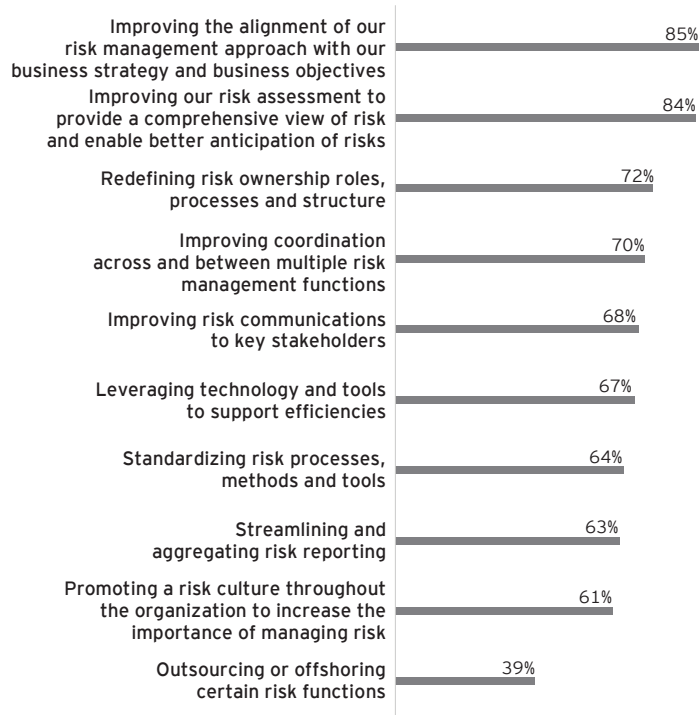 Improving the alignment of our
risk management approach with our
business strategy and business objectives
85%
Improving our risk assessment to
provide a comprehensive view of risk
and enable better anticipation of risks
84%
Redefining risk ownership roles,
processes and structure
72%
Improving coordination
across and between multiple risk
management functions
70%
Improving risk communications
to key stakeholders
68%
Leveraging technology and tools
to support efficiencies
67%
Standardizing risk processes,
methods and tools
64%
Streamlining and
aggregating risk reporting
63%
Promoting a risk culture throughout
the organization to increase the
importance of managing risk
61%
Outsourcing or offshoring
certain risk functions
39%